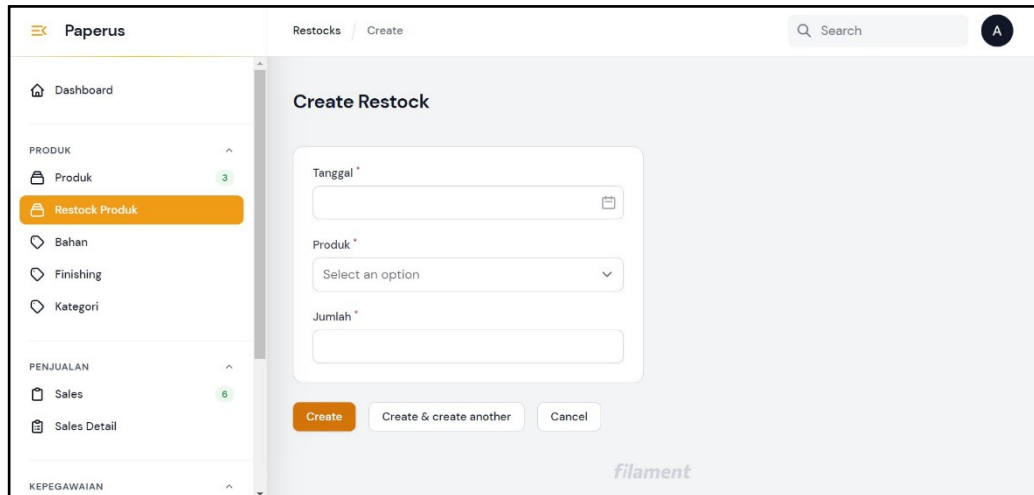 Paperus
Restocks / Create
Search
A
Dashboard
PRODUK
Produk 3
Restock Produk
Bahan
Finishing
Kategori
PENJUALAN
Sales 6
Sales Detail
KEPEGAWAIAN
Create Restock
Tanggal*
Produk*
Select an option
Jumlah*
Create
Create & create another
Cancel
filament